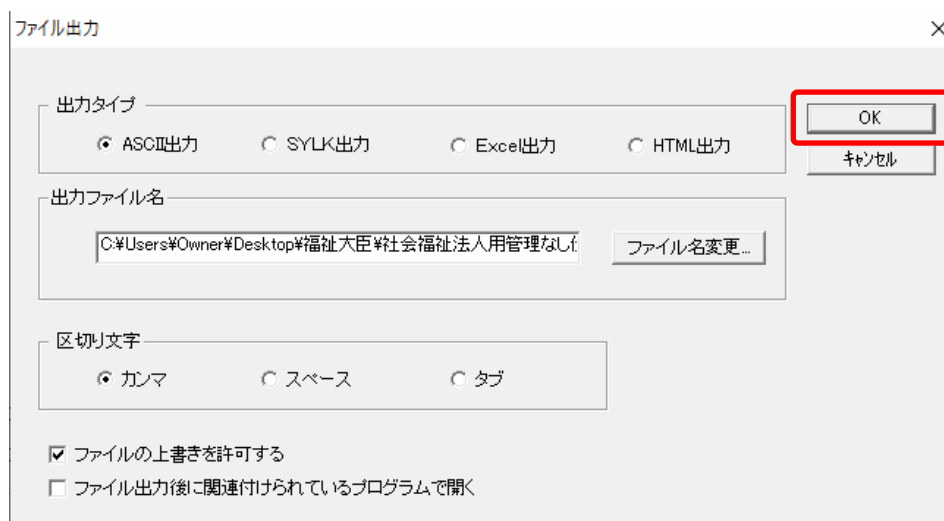 ファイル出力
出力タイプ
ASCII出力 SYLK出力 Excel出力 HTML出力
OK
キャンセル
出力ファイル名
C:¥Users¥Owner¥Desktop¥福祉大臣¥社会福祉法人用管理なし
ファイル名変更...
区切り文字
カンマ スペース タブ
ファイルの上書きを許可する
ファイル出力後に関連付けられているプログラムで開く